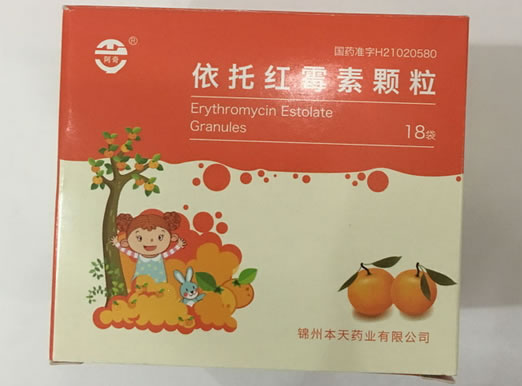 阿奇
®
国药准字H21020580
依托红霉素颗粒
Erythromycin Estolate
Granules
18袋
锦州本天药业有限公司